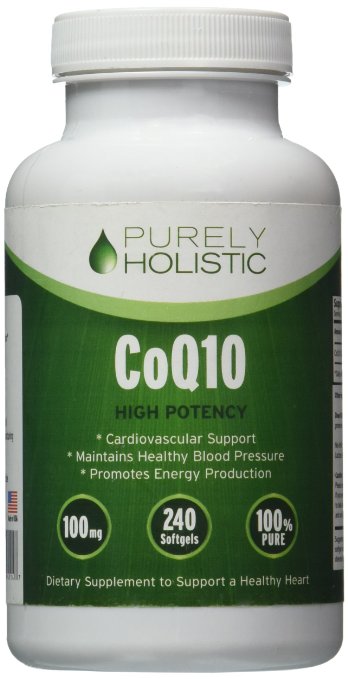 PURELY
HOLISTIC
CoQ10
HIGH POTENCY
* Cardiovascular Support
* Maintains Healthy Blood Pressure
* Promotes Energy Production
100mg
240
Softgels
100%
PURE
Dietary Supplement to Support a Healthy Heart